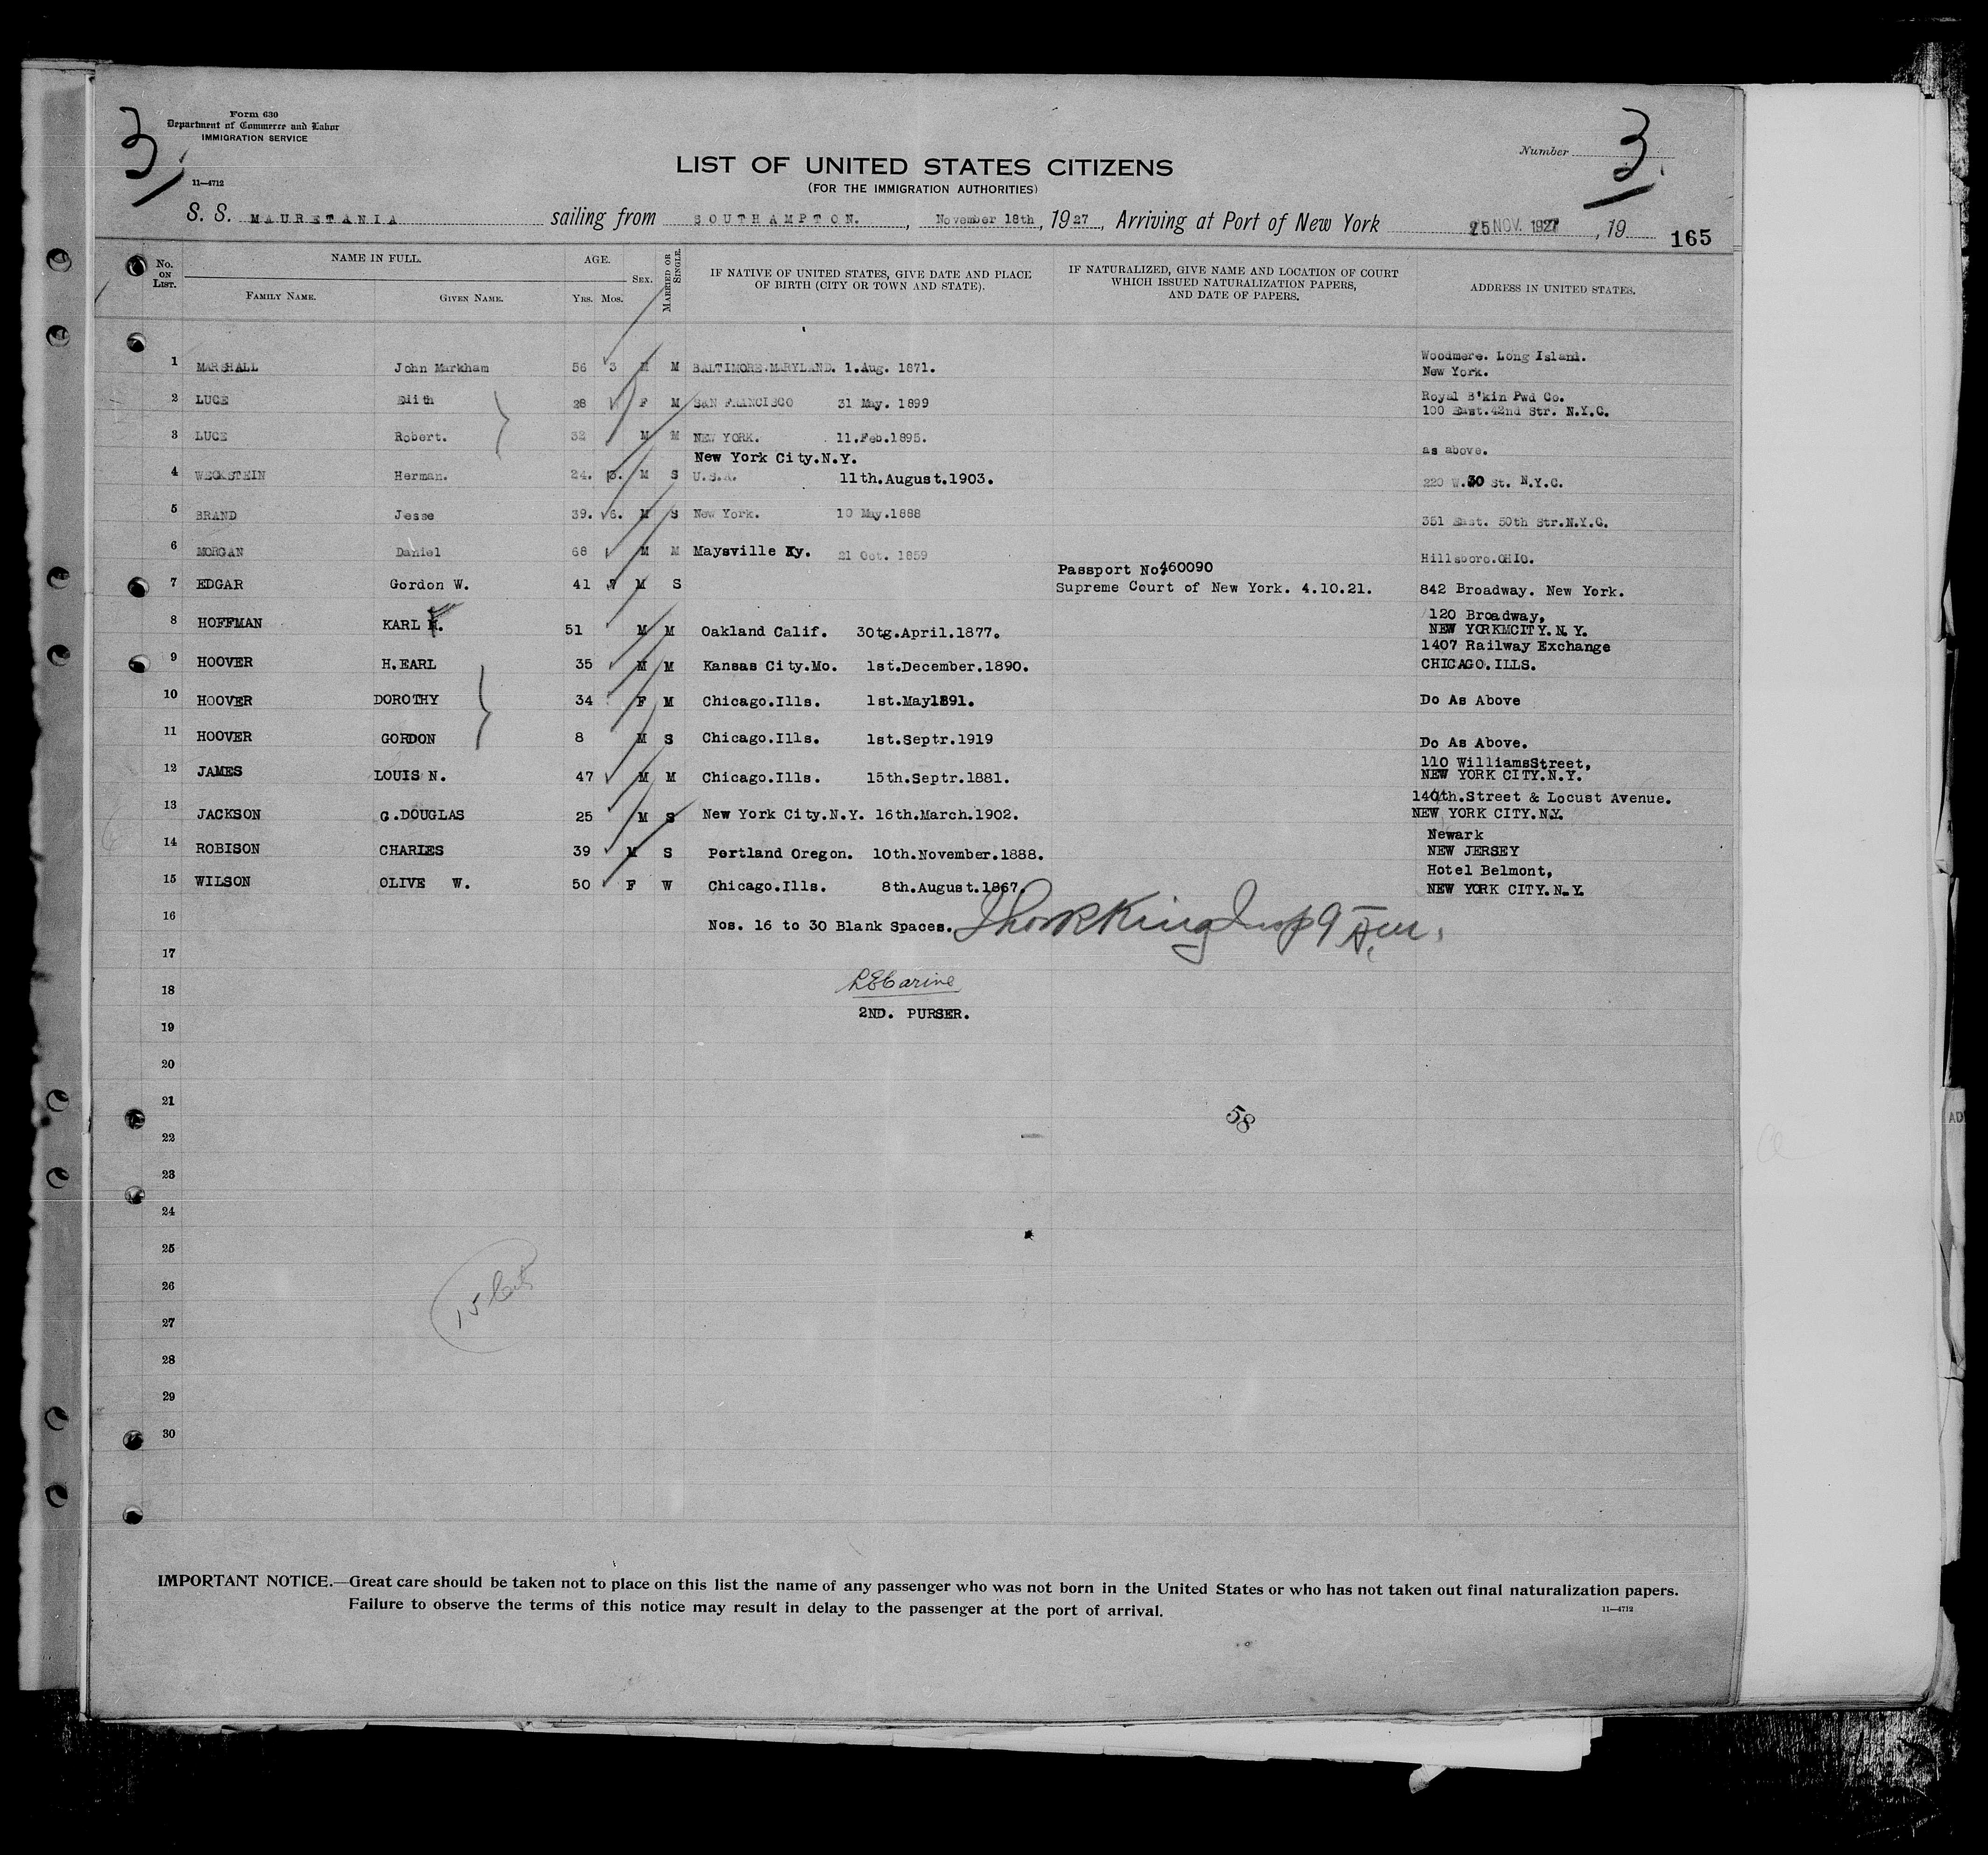 Form 630
Department of Commerce and Labor
IMMIGRATION SERVICE
3
3
Number
11—4712
LIST OF UNITED STATES CITIZENS
(FOR THE IMMIGRATION AUTHORITIES)
S. S. MAURETANIA sailing from SOUTHAMPTON. , November 18th , 1927 , Arriving at Port of New York 25 NOV. 1927 , 19 165
No. ON LIST. NAME IN FULL. FAMILY NAME. GIVEN NAME. AGE. YRS. MOS. SEX. MARRIED OR SINGLE. IF NATIVE OF UNITED STATES, GIVE DATE AND PLACE OF BIRTH (CITY OR TOWN AND STATE). IF NATURALIZED, GIVE NAME AND LOCATION OF COURT WHICH ISSUED NATURALIZATION PAPERS, AND DATE OF PAPERS. ADDRESS IN UNITED STATES.
1 MARSHALL John Markham 56 3 M M BALTIMORE.MARYLAND. 1.Aug. 1871. Woodmere. Long Island.
New York.
2 LUCE Edith 28 F M SAN FRANCISCO 31 May. 1899 Royal B'kin Pwd Co.
100 East.42nd Str. N.Y.C.
3 LUCE Robert. 32 M M NEW YORK. 11.Feb.1895. as above.
New York City.N.Y.
4 WECKSTEIN Herman. 24. 3. M S U.S.A. 11th.August.1903. 220 W.30 St. N.Y.C.
5 BRAND Jesse 39. 6. M S New York. 10 May.1888 351 East. 50th Str.N.Y.C.
6 MORGAN Daniel 68 M M Maysville Ky. 21 Oct. 1859 Hillsboro.OHIO.
Passport No 460090
7 EDGAR Gordon W. 41 7 M S Supreme Court of New York. 4.10.21. 842 Broadway. New York.
8 HOFFMAN KARL 51 M M Oakland Calif. 30tg.April.1877. 120 Broadway,
NEW YORKMCITY.N.Y.
9 HOOVER H.EARL 35 M M Kansas City.Mo. 1st.December.1890. 1407 Railway Exchange
CHICAGO.ILLS.
10 HOOVER DOROTHY 34 F M Chicago.Ills. 1st.May1891. Do As Above
11 HOOVER GORDON 8 M S Chicago.Ills. 1st.Septr.1919 Do As Above.
12 JAMES LOUIS N. 47 M M Chicago.Ills. 15th.Septr.1881. 110 WilliamsStreet,
NEW YORK CITY.N.Y.
13 JACKSON G.DOUGLAS 25 M S New York City.N.Y. 16th.March.1902. 140th.Street & Locust Avenue.
NEW YORK CITY.N.Y.
14 ROBISON CHARLES 39 M S Portland Oregon. 10th.November.1888. Newark
NEW JERSEY
15 WILSON OLIVE W. 50 F W Chicago.Ills. 8th.August.1867. Hotel Belmont,
NEW YORK CITY.N.Y.
16 Nos. 16 to 30 Blank Spaces.
17
18
19 2ND. PURSER.
20
21
58
22
23
24
25
26
27
28
29
30
IMPORTANT NOTICE.—Great care should be taken not to place on this list the name of any passenger who was not born in the United States or who has not taken out final naturalization papers.
Failure to observe the terms of this notice may result in delay to the passenger at the port of arrival.
11—4712